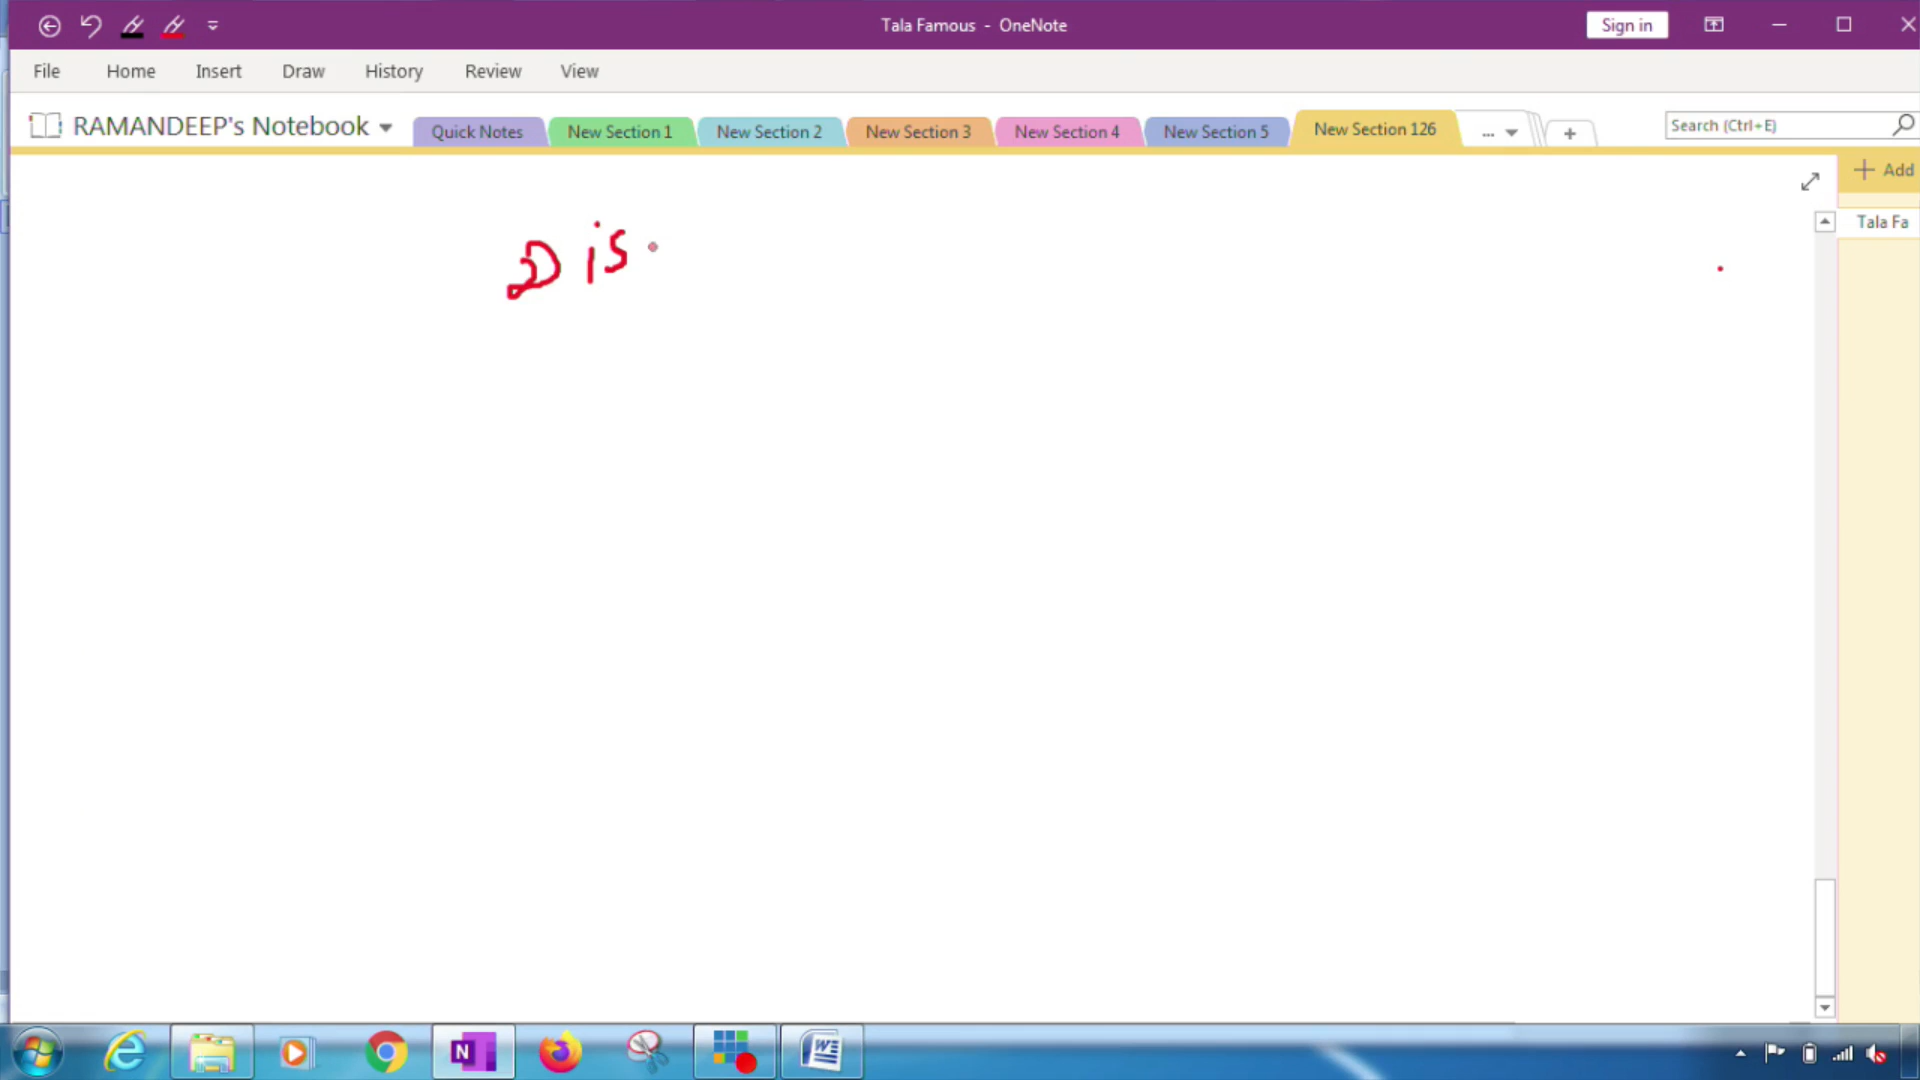 Tala Famous - OneNote
Sign in
File Home Insert Draw History Review View
RAMANDEEP's Notebook Quick Notes New Section 1 New Section 2 New Section 3 New Section 4 New Section 5 New Section 126 ... + Search (Ctrl+E)
+ Add
Tala Fa
Dis